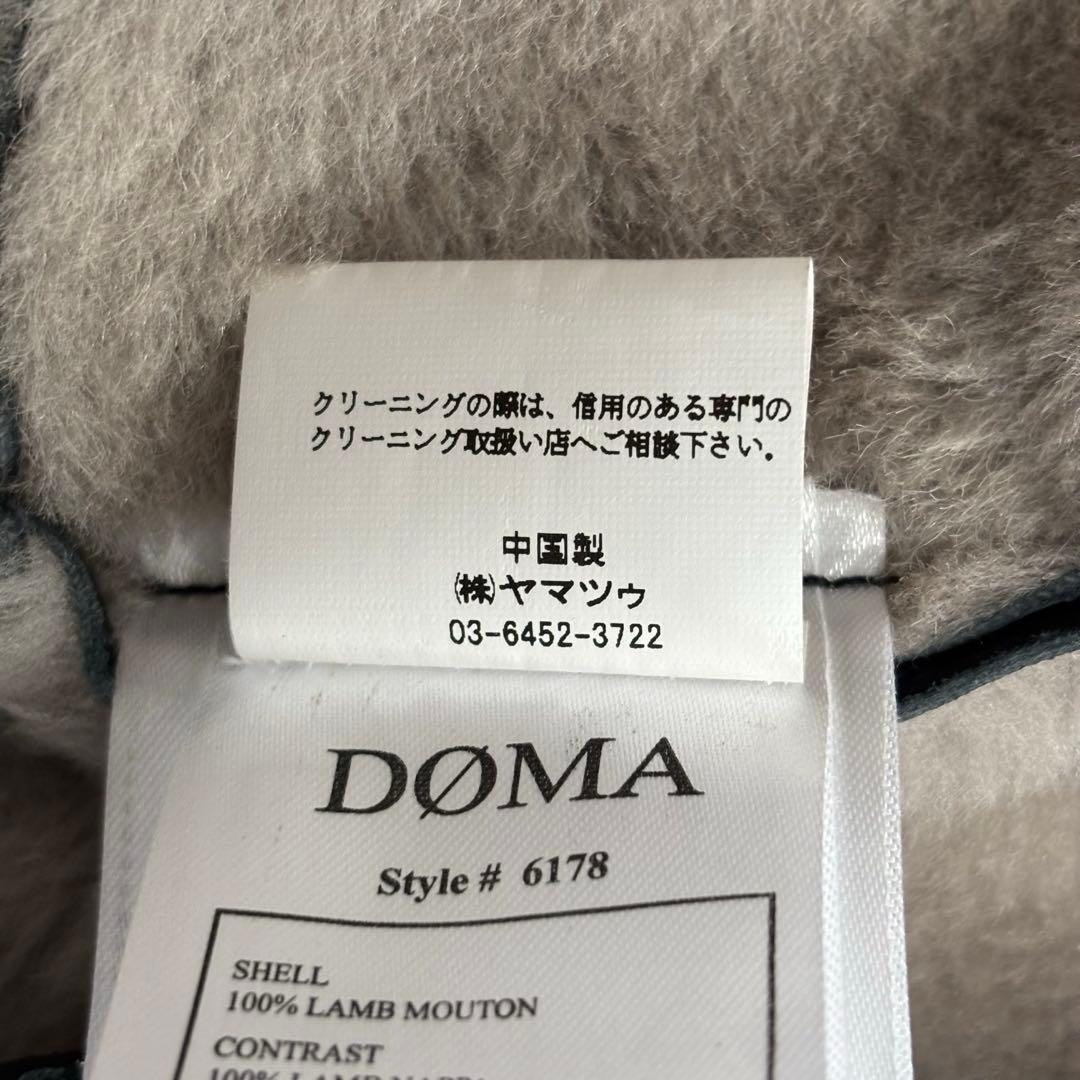 クリーニングの際は、信用のある専門の
クリーニング取扱い店へご相談下さい。
中国製
㈱ヤマツゥ
03-6452-3722
DØMA
Style # 6178
SHELL
100% LAMB MOUTON
CONTRAST
100% LAMB